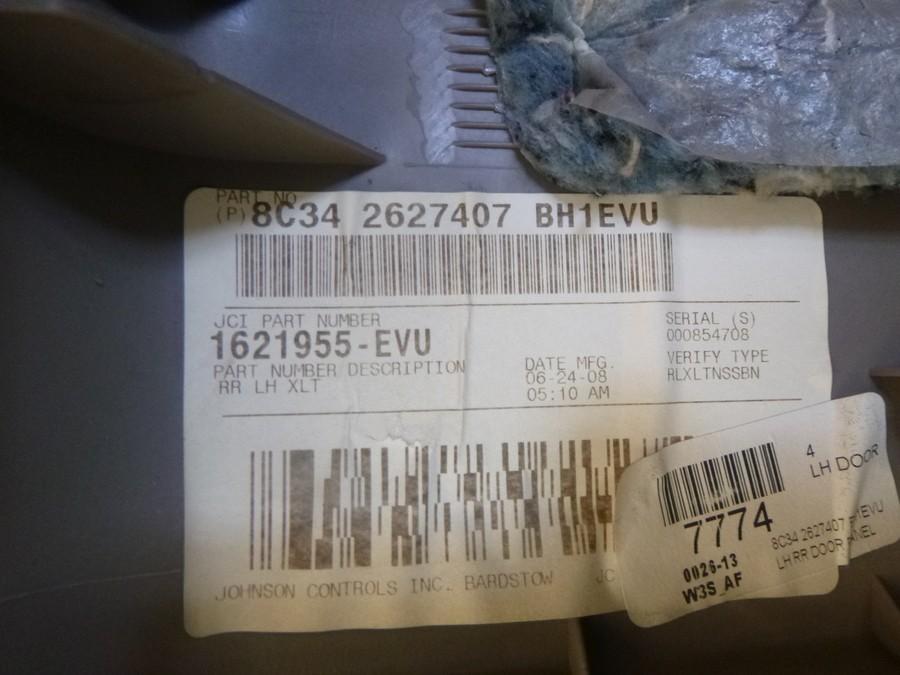 PART NO
(P) 8C34 2627407 BH1EVU
JCI PART NUMBER
1621955-EVU
PART NUMBER DESCRIPTION
RR LH XLT
DATE MFG.
06-24-08
05:10 AM
SERIAL (S)
000854708
VERIFY TYPE
RLXLTNSSBN
JOHNSON CONTROLS INC. BARDSTOW JC
4
LH DOOR
7774
8C34 2627407
LH RR DOOR
0026-13
W3S_AF